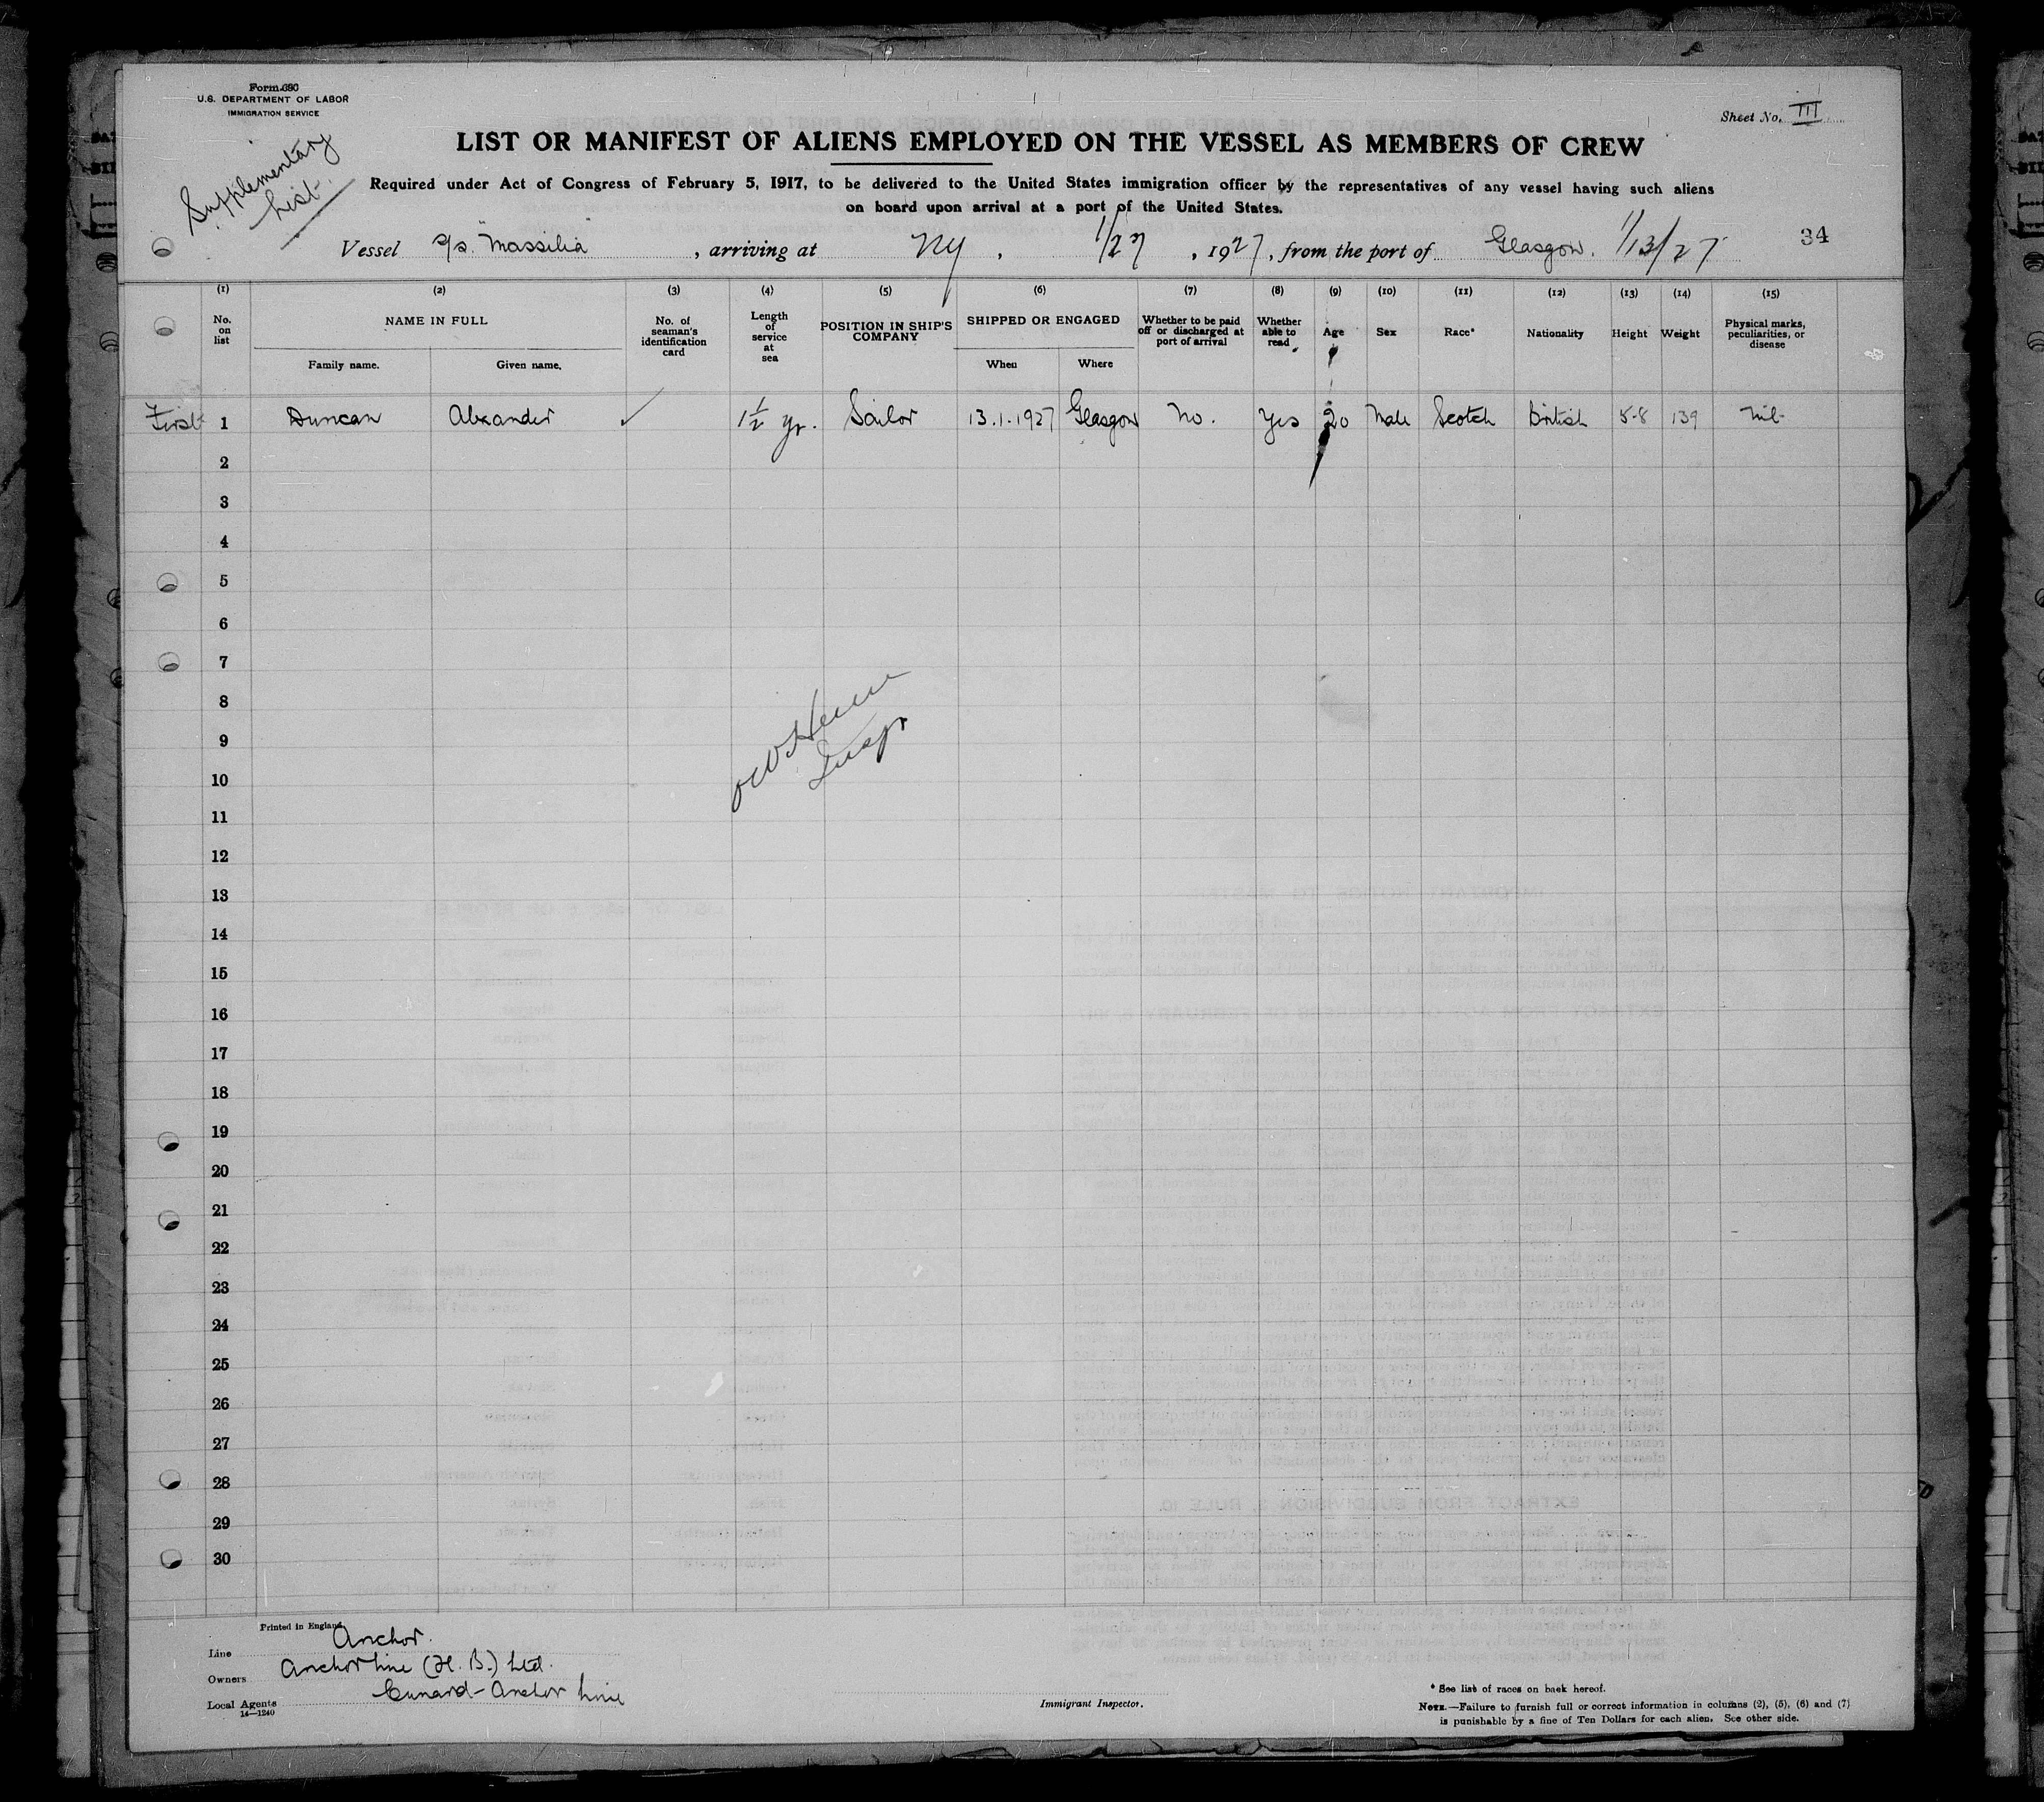 Form 680
U.S. DEPARTMENT OF LABOR
IMMIGRATION SERVICE
Supplementary
List.
Sheet No. III
LIST OR MANIFEST OF ALIENS EMPLOYED ON THE VESSEL AS MEMBERS OF CREW
Required under Act of Congress of February 5, 1917, to be delivered to the United States immigration officer by the representatives of any vessel having such aliens
on board upon arrival at a port of the United States.
Vessel s/s. Massilia, arriving at NY, 1/27, 1927, from the port of Glasgow. 1/13/27
34
(1) (2) (3) (4) (5) (6) (7) (8) (9) (10) (11) (12) (13) (14) (15)
No. on list
NAME IN FULL
Family name. Given name.
No. of seaman's identification card
Length of service at sea
POSITION IN SHIP'S COMPANY
SHIPPED OR ENGAGED
When Where
Whether to be paid off or discharged at port of arrival
Whether able to read
Age
Sex
Race*
Nationality
Height
Weight
Physical marks, peculiarities, or disease
First 1 Duncan Alexander ✓ 1½ yr. Sailor 13.1.1927 Glasgow No. Yes 20 Male Scotch British 5-8 139 Nil
2
3
4
5
6
7
8
9
10
11
12
13
14
15
16
17
18
19
20
21
22
23
24
25
26
27
28
29
30
Insp
Printed in England
Line Anchor.
Owners Anchor Line (H. B.) Ltd.
Local Agents Cunard-Anchor Line
14—1240
Immigrant Inspector.
* See list of races on back hereof.
NOTE.—Failure to furnish full or correct information in columns (2), (5), (6) and (7)
is punishable by a fine of Ten Dollars for each alien. See other side.